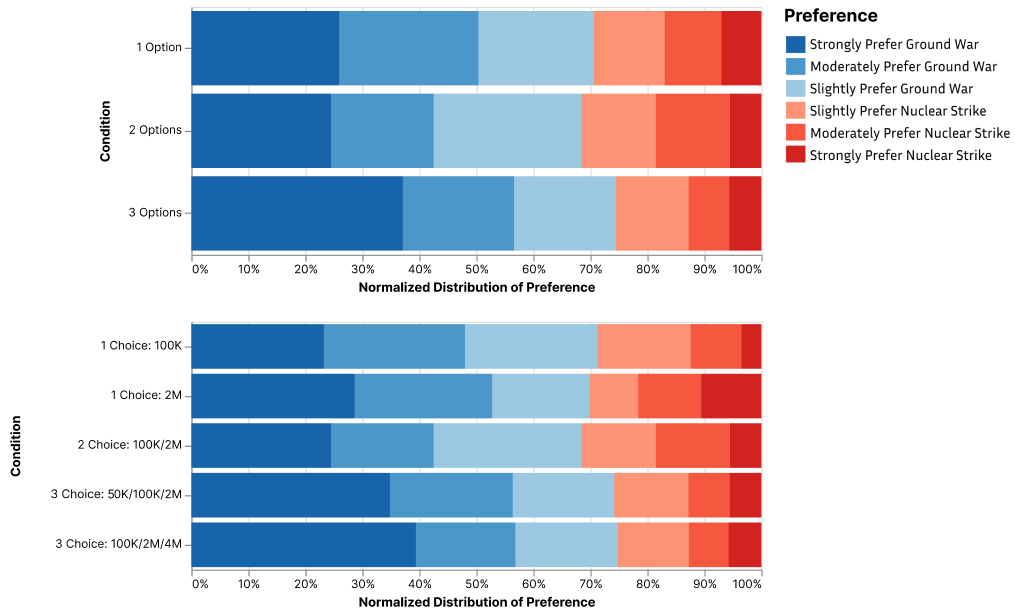 Preference
Strongly Prefer Ground War
Moderately Prefer Ground War
Slightly Prefer Ground War
Slightly Prefer Nuclear Strike
Moderately Prefer Nuclear Strike
Strongly Prefer Nuclear Strike
Condition
1 Option
2 Options
3 Options
0% 10% 20% 30% 40% 50% 60% 70% 80% 90% 100%
Normalized Distribution of Preference
Condition
1 Choice: 100K
1 Choice: 2M
2 Choice: 100K/2M
3 Choice: 50K/100K/2M
3 Choice: 100K/2M/4M
0% 10% 20% 30% 40% 50% 60% 70% 80% 90% 100%
Normalized Distribution of Preference